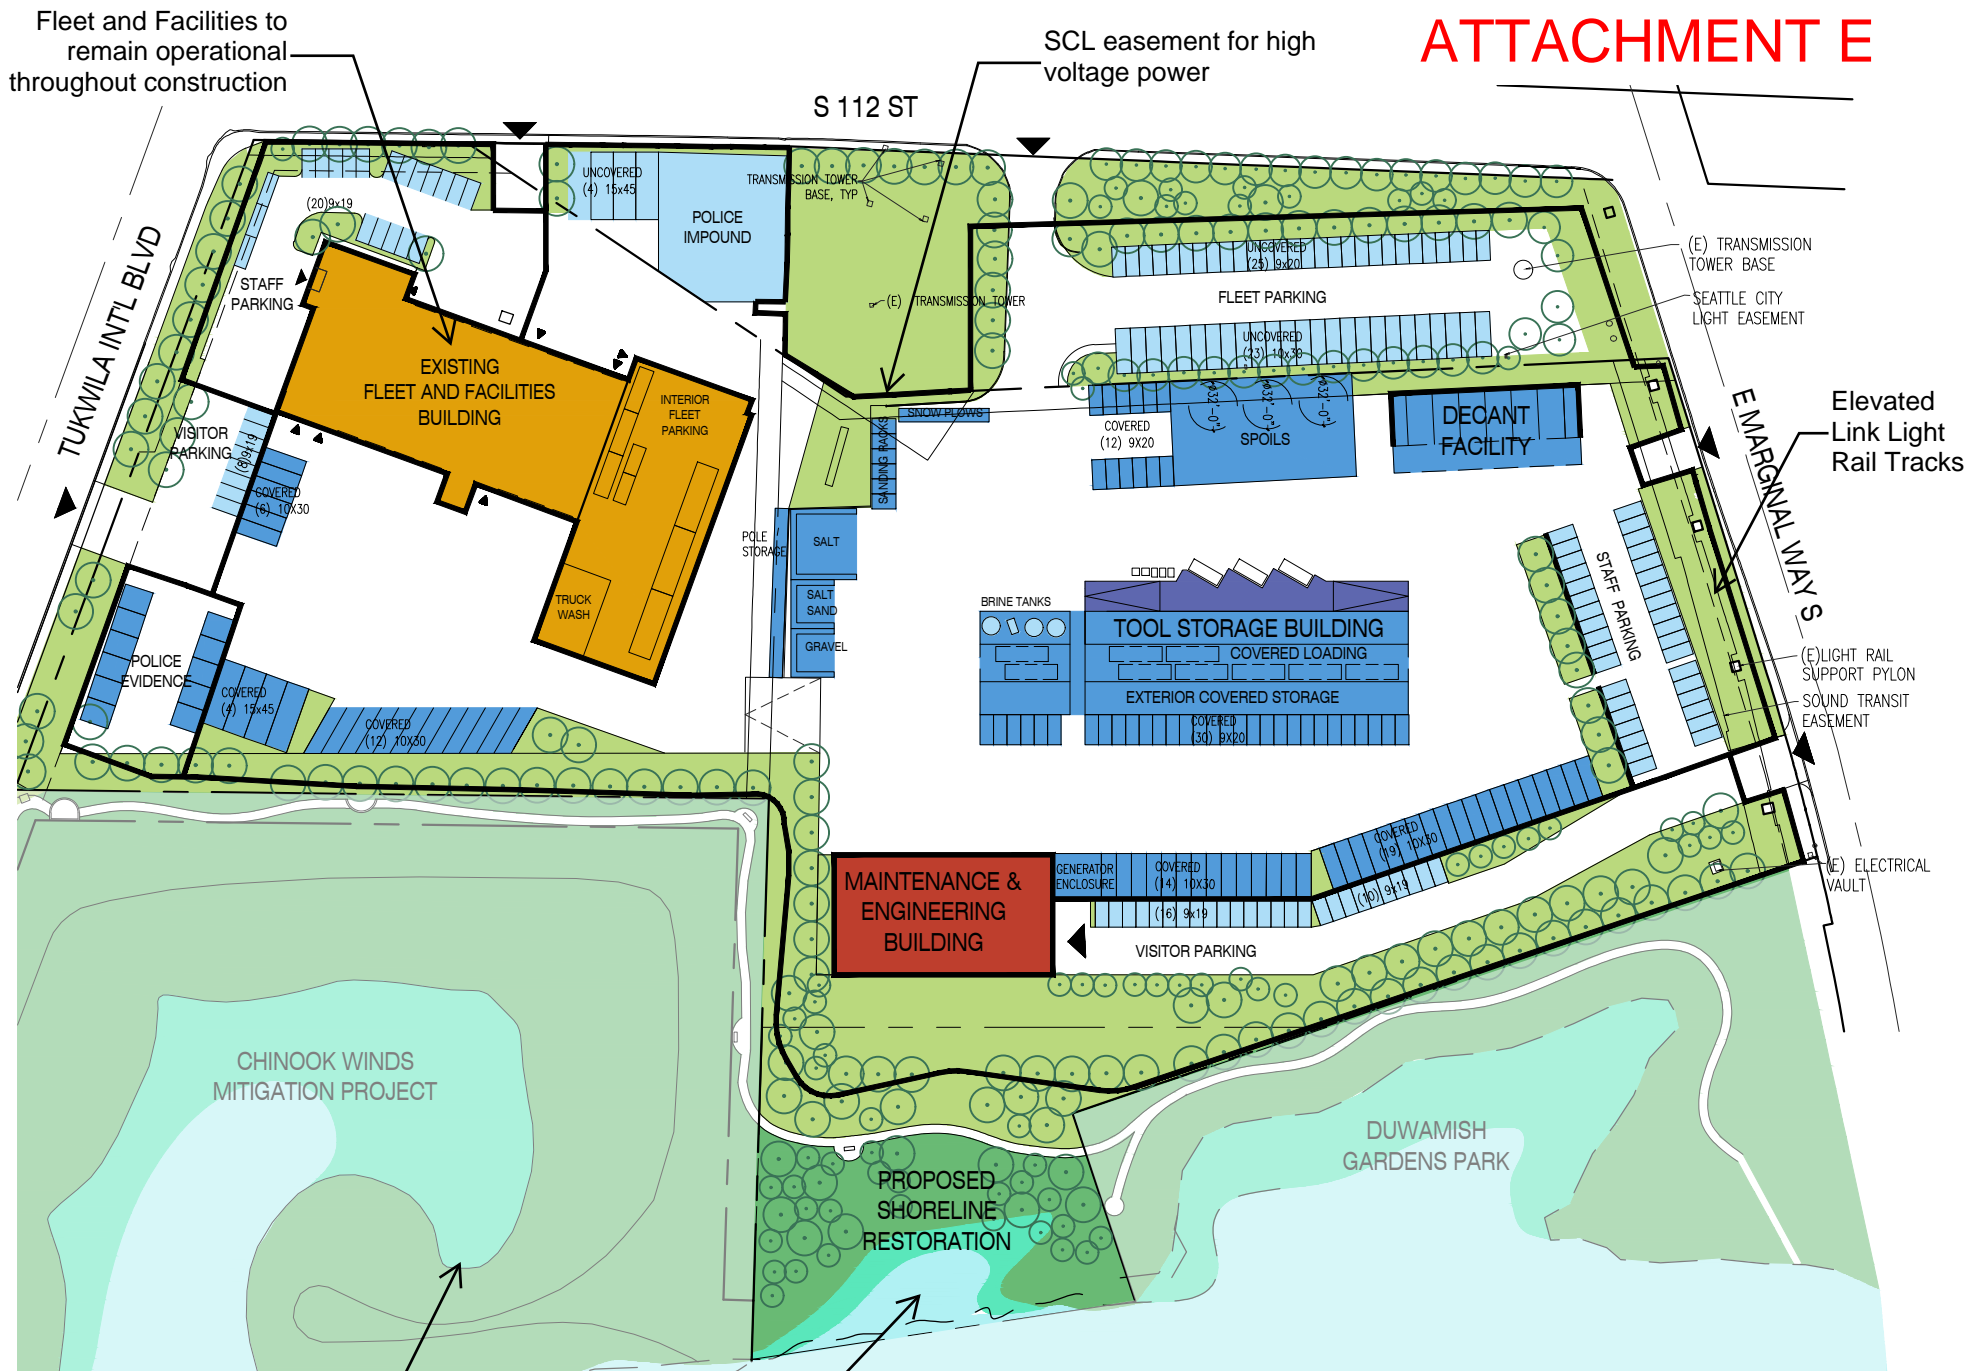 Fleet and Facilities to
remain operational
throughout construction
SCL easement for high
voltage power
ATTACHMENT E
S 112 ST
TUKWILA INT'L BLVD
UNCOVERED
(4) 15x45
POLICE
IMPOUND
TRANSMISSION TOWER
BASE, TYP
(20)9x19
STAFF
PARKING
(E) TRANSMISSION TOWER
UNCOVERED
(25) 9x20
FLEET PARKING
UNCOVERED
(23) 10x30
(E) TRANSMISSION
TOWER BASE
SEATTLE CITY
LIGHT EASEMENT
EXISTING
FLEET AND FACILITIES
BUILDING
INTERIOR
FLEET
PARKING
VISITOR
PARKING
(8)9x19
COVERED
(6) 10X30
SNOW PLOWS
SANDING RACKS
COVERED
(12) 9X20
ø32'-0"
ø32'-0"
ø32'-0"
SPOILS
DECANT
FACILITY
E MARGINAL WAY S
Elevated
Link Light
Rail Tracks
POLE
STORAGE
SALT
SALT
SAND
GRAVEL
TRUCK
WASH
BRINE TANKS
TOOL STORAGE BUILDING
COVERED LOADING
EXTERIOR COVERED STORAGE
COVERED
(30) 9X20
STAFF PARKING
(E)LIGHT RAIL
SUPPORT PYLON
SOUND TRANSIT
EASEMENT
POLICE
EVIDENCE
COVERED
(4) 15x45
COVERED
(12) 10X30
MAINTENANCE &
ENGINEERING
BUILDING
GENERATOR
ENCLOSURE
COVERED
(14) 10X30
COVERED
(19) 10X30
(16) 9x19
(10) 9x19
VISITOR PARKING
(E) ELECTRICAL
VAULT
CHINOOK WINDS
MITIGATION PROJECT
PROPOSED
SHORELINE
RESTORATION
DUWAMISH
GARDENS PARK